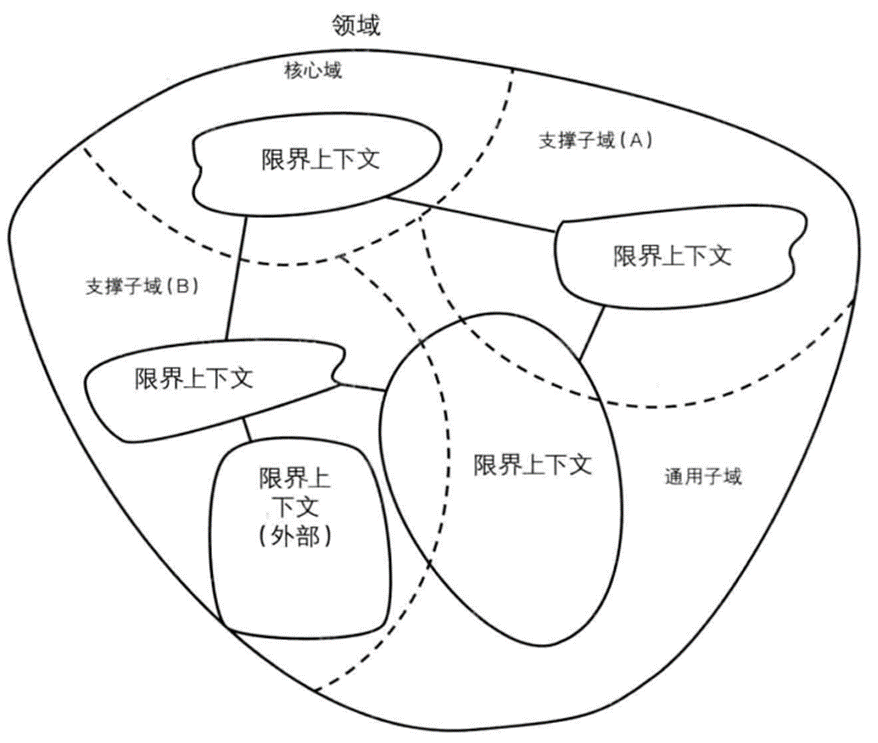 领域
核心域
支撑子域(A)
限界上下文
限界上下文
支撑子域(B)
限界上下文
限界上下文
通用子域
限界上
下文
(外部)